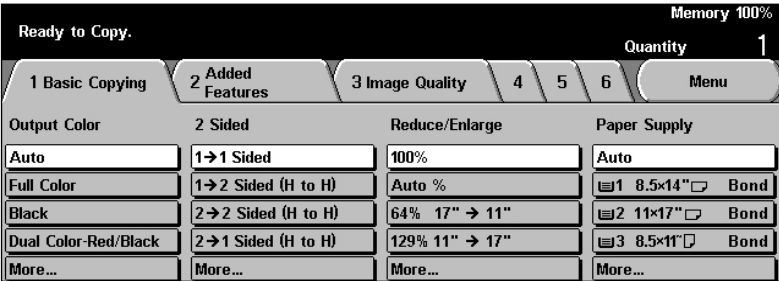 Memory 100%
Ready to Copy.
Quantity 1
1 Basic Copying
2 Added Features
3 Image Quality
4
5
6
Menu
Output Color
2 Sided
Reduce/Enlarge
Paper Supply
Auto
1→1 Sided
100%
Auto
Full Color
1→2 Sided (H to H)
Auto %
1 8.5×14" Bond
Black
2→2 Sided (H to H)
64% 17" → 11"
2 11×17" Bond
Dual Color-Red/Black
2→1 Sided (H to H)
129% 11" → 17"
3 8.5×11" Bond
More...
More...
More...
More...